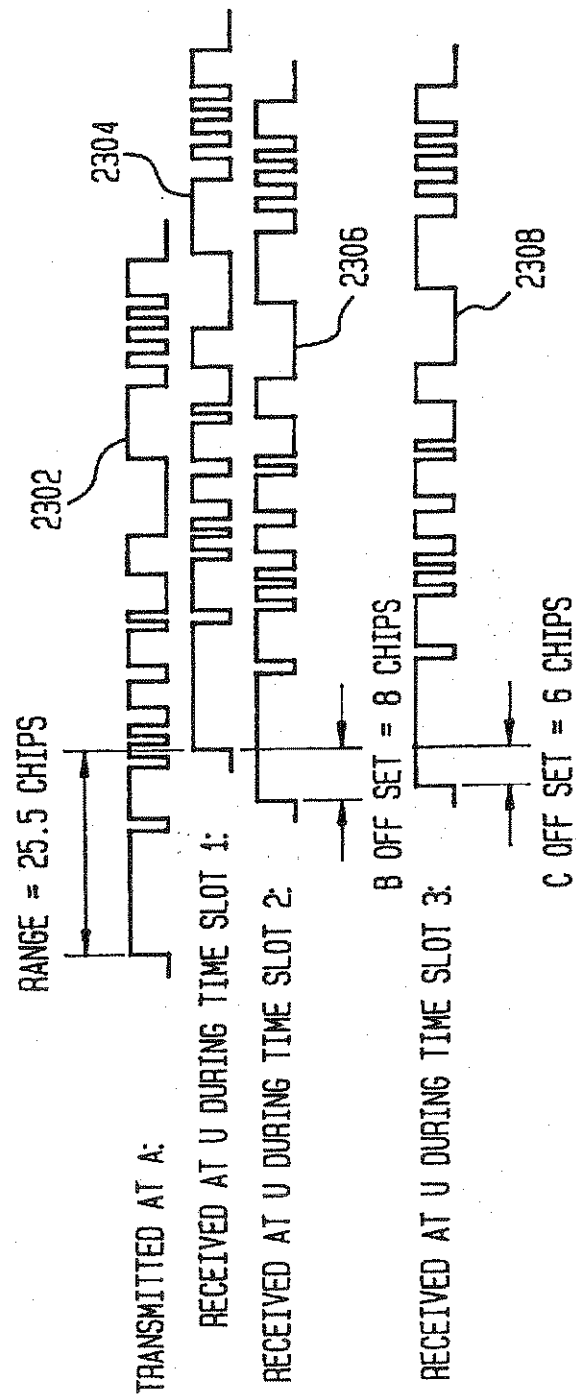 RANGE = 25.5 CHIPS
2302
TRANSMITTED AT A:
2304
RECEIVED AT U DURING TIME SLOT 1:
RECEIVED AT U DURING TIME SLOT 2:
2306
B OFF SET = 8 CHIPS
RECEIVED AT U DURING TIME SLOT 3:
2308
C OFF SET = 6 CHIPS